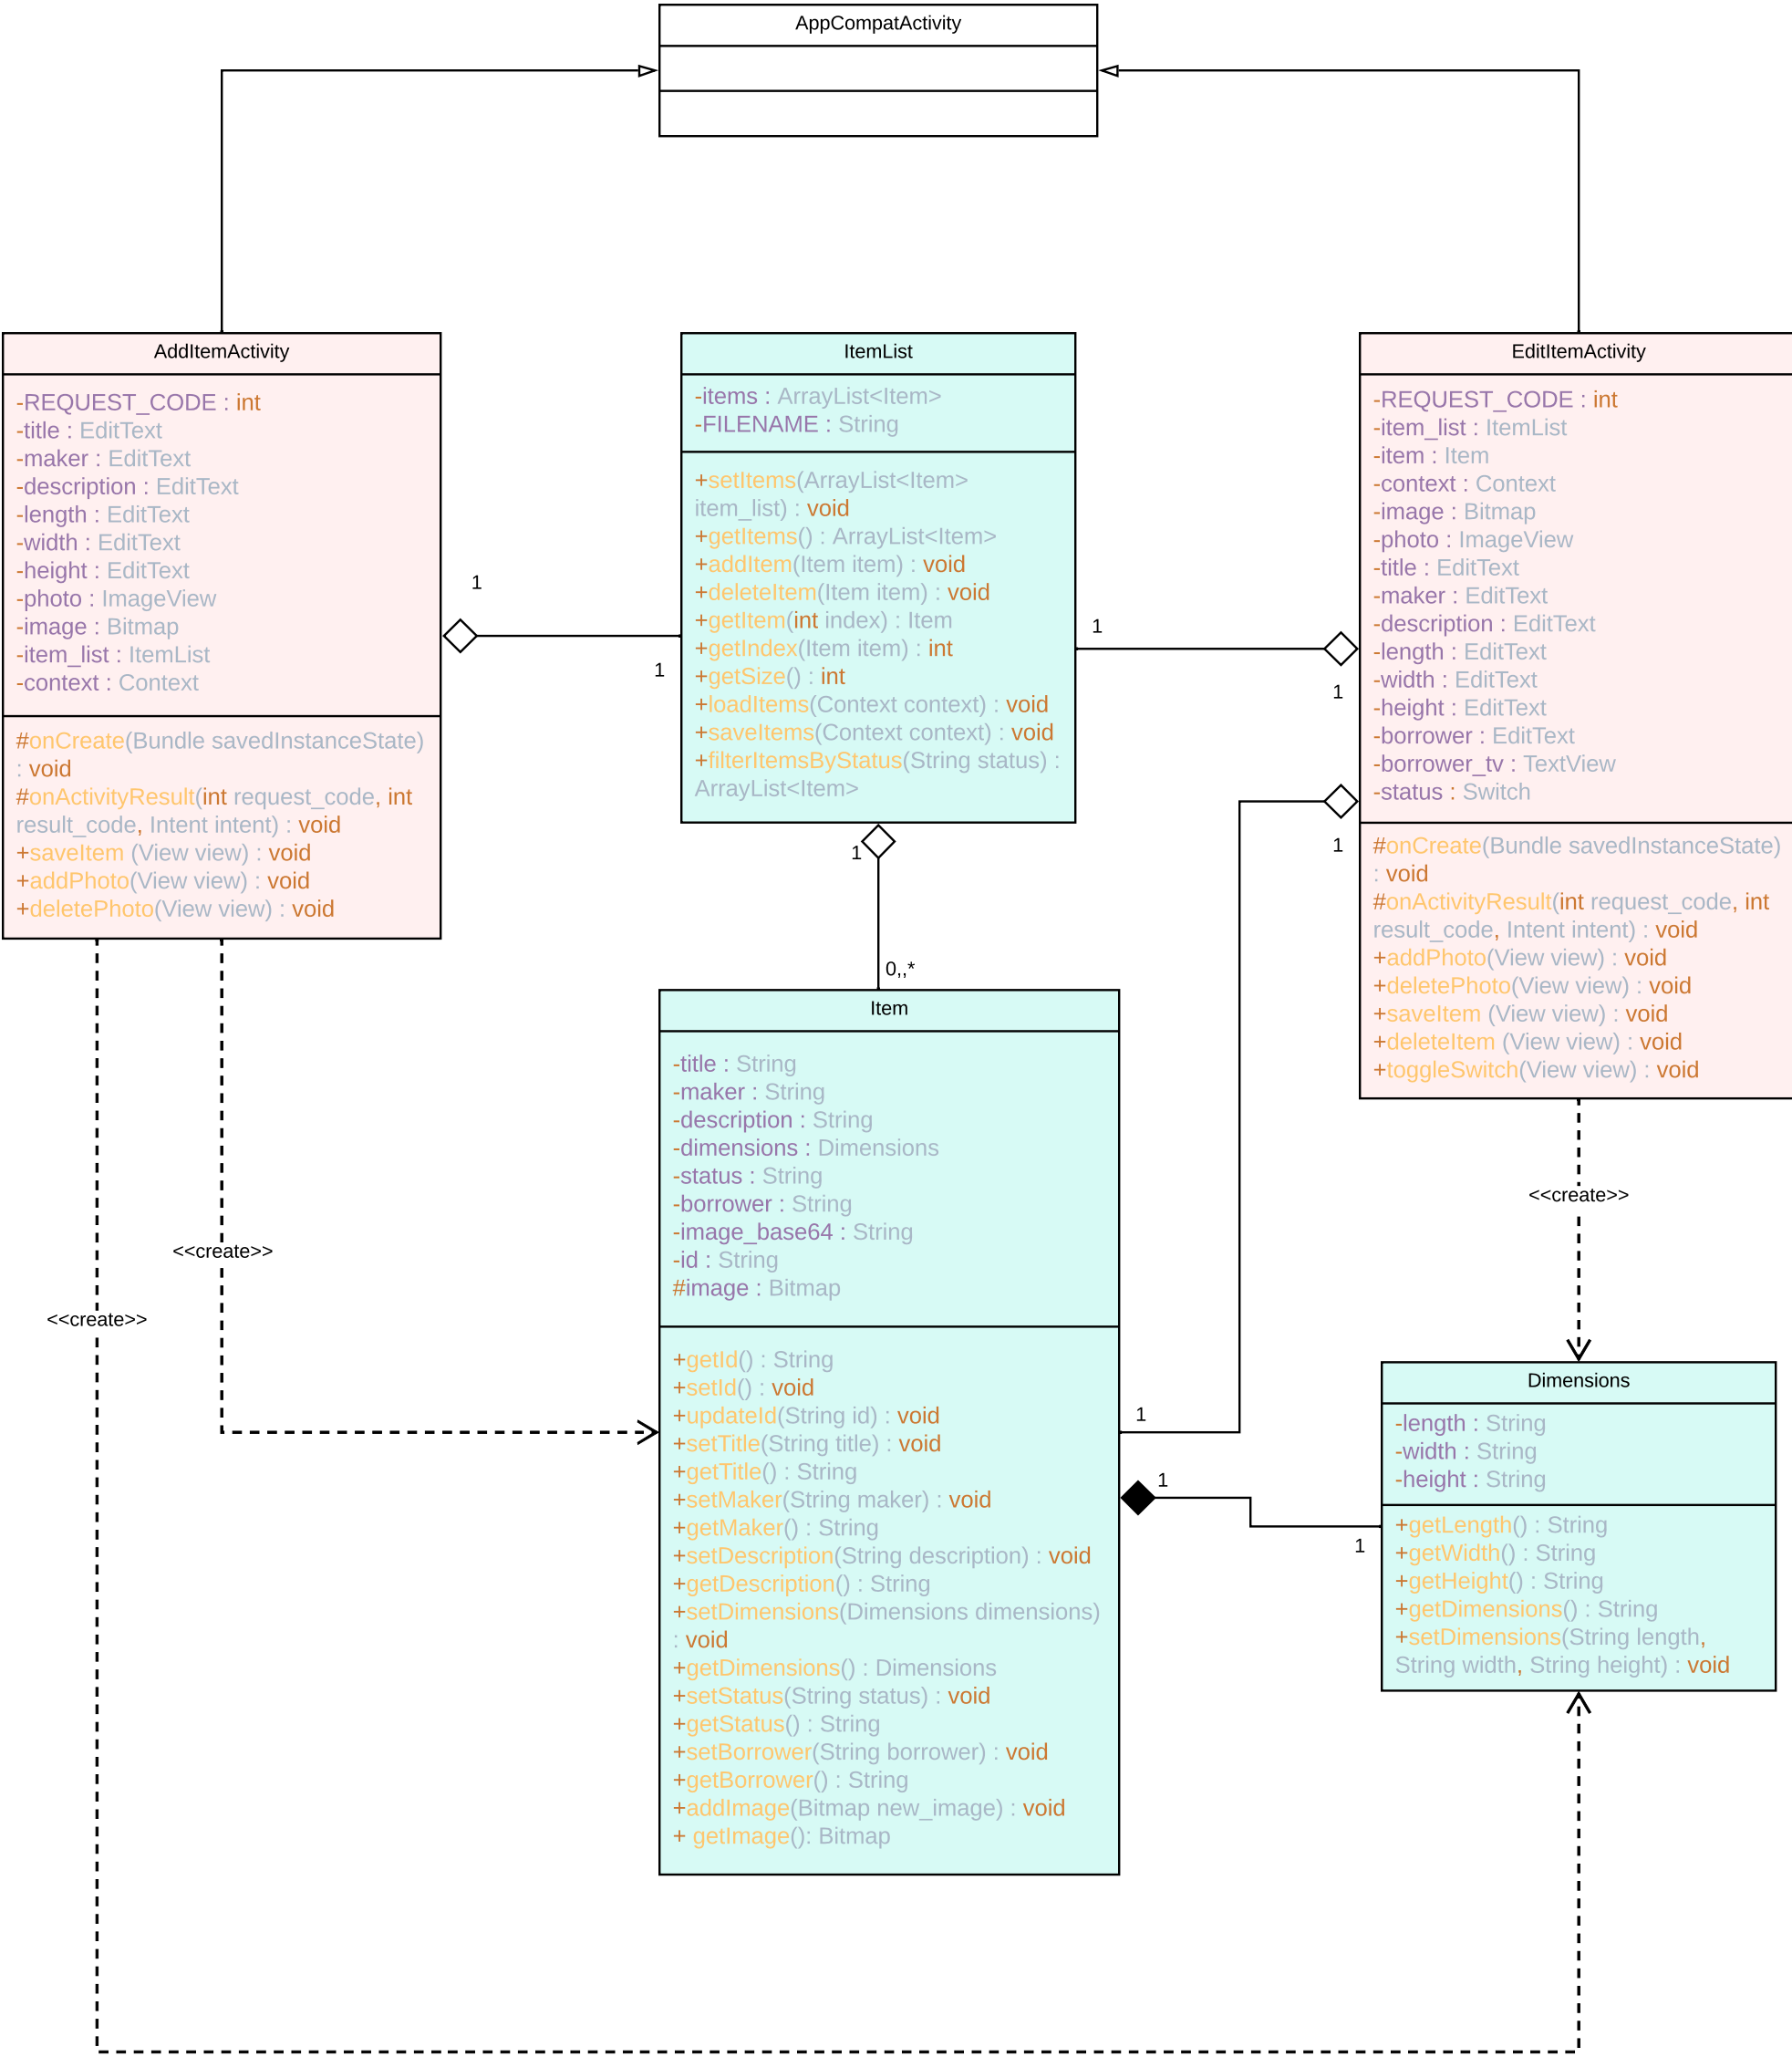 AppCompatActivity
AddItemActivity
-REQUEST_CODE : int
-title : EditText
-maker : EditText
-description : EditText
-length : EditText
-width : EditText
-height : EditText
-photo : ImageView
-image : Bitmap
-item_list : ItemList
-context : Context
#onCreate(Bundle savedInstanceState)
: void
#onActivityResult(int request_code, int
result_code, Intent intent) : void
+saveItem (View view) : void
+addPhoto(View view) : void
+deletePhoto(View view) : void
1
1
ItemList
-items : ArrayList<Item>
-FILENAME : String
+setItems(ArrayList<Item>
item_list) : void
+getItems() : ArrayList<Item>
+addItem(Item item) : void
+deleteItem(Item item) : void
+getItem(int index) : Item
+getIndex(Item item) : int
+getSize() : int
+loadItems(Context context) : void
+saveItems(Context context) : void
+filterItemsByStatus(String status) :
ArrayList<Item>
1
1
EditItemActivity
-REQUEST_CODE : int
-item_list : ItemList
-item : Item
-context : Context
-image : Bitmap
-photo : ImageView
-title : EditText
-maker : EditText
-description : EditText
-length : EditText
-width : EditText
-height : EditText
-borrower : EditText
-borrower_tv : TextView
-status : Switch
#onCreate(Bundle savedInstanceState)
: void
#onActivityResult(int request_code, int
result_code, Intent intent) : void
+addPhoto(View view) : void
+deletePhoto(View view) : void
+saveItem (View view) : void
+deleteItem (View view) : void
+toggleSwitch(View view) : void
1
1
0,,*
Item
-title : String
-maker : String
-description : String
-dimensions : Dimensions
-status : String
-borrower : String
-image_base64 : String
-id : String
#image : Bitmap
+getId() : String
+setId() : void
+updateId(String id) : void
+setTitle(String title) : void
+getTitle() : String
+setMaker(String maker) : void
+getMaker() : String
+setDescription(String description) : void
+getDescription() : String
+setDimensions(Dimensions dimensions)
: void
+getDimensions() : Dimensions
+setStatus(String status) : void
+getStatus() : String
+setBorrower(String borrower) : void
+getBorrower() : String
+addImage(Bitmap new_image) : void
+ getImage(): Bitmap
<<create>>
<<create>>
<<create>>
1
1
1
Dimensions
-length : String
-width : String
-height : String
+getLength() : String
+getWidth() : String
+getHeight() : String
+getDimensions() : String
+setDimensions(String length,
String width, String height) : void